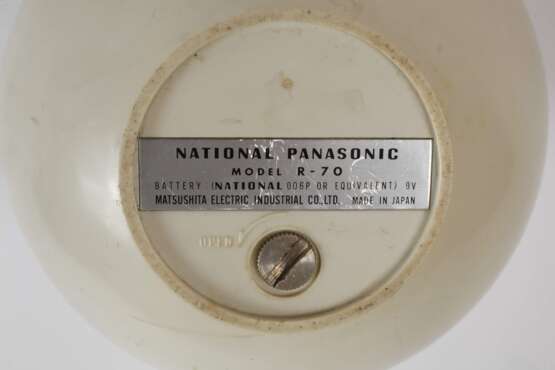 NATIONAL PANASONIC
MODEL R-70
BATTERY (NATIONAL 006P OR EQUIVALENT) 9V
MATSUSHITA ELECTRIC INDUSTRIAL CO., LTD. MADE IN JAPAN
OPEN